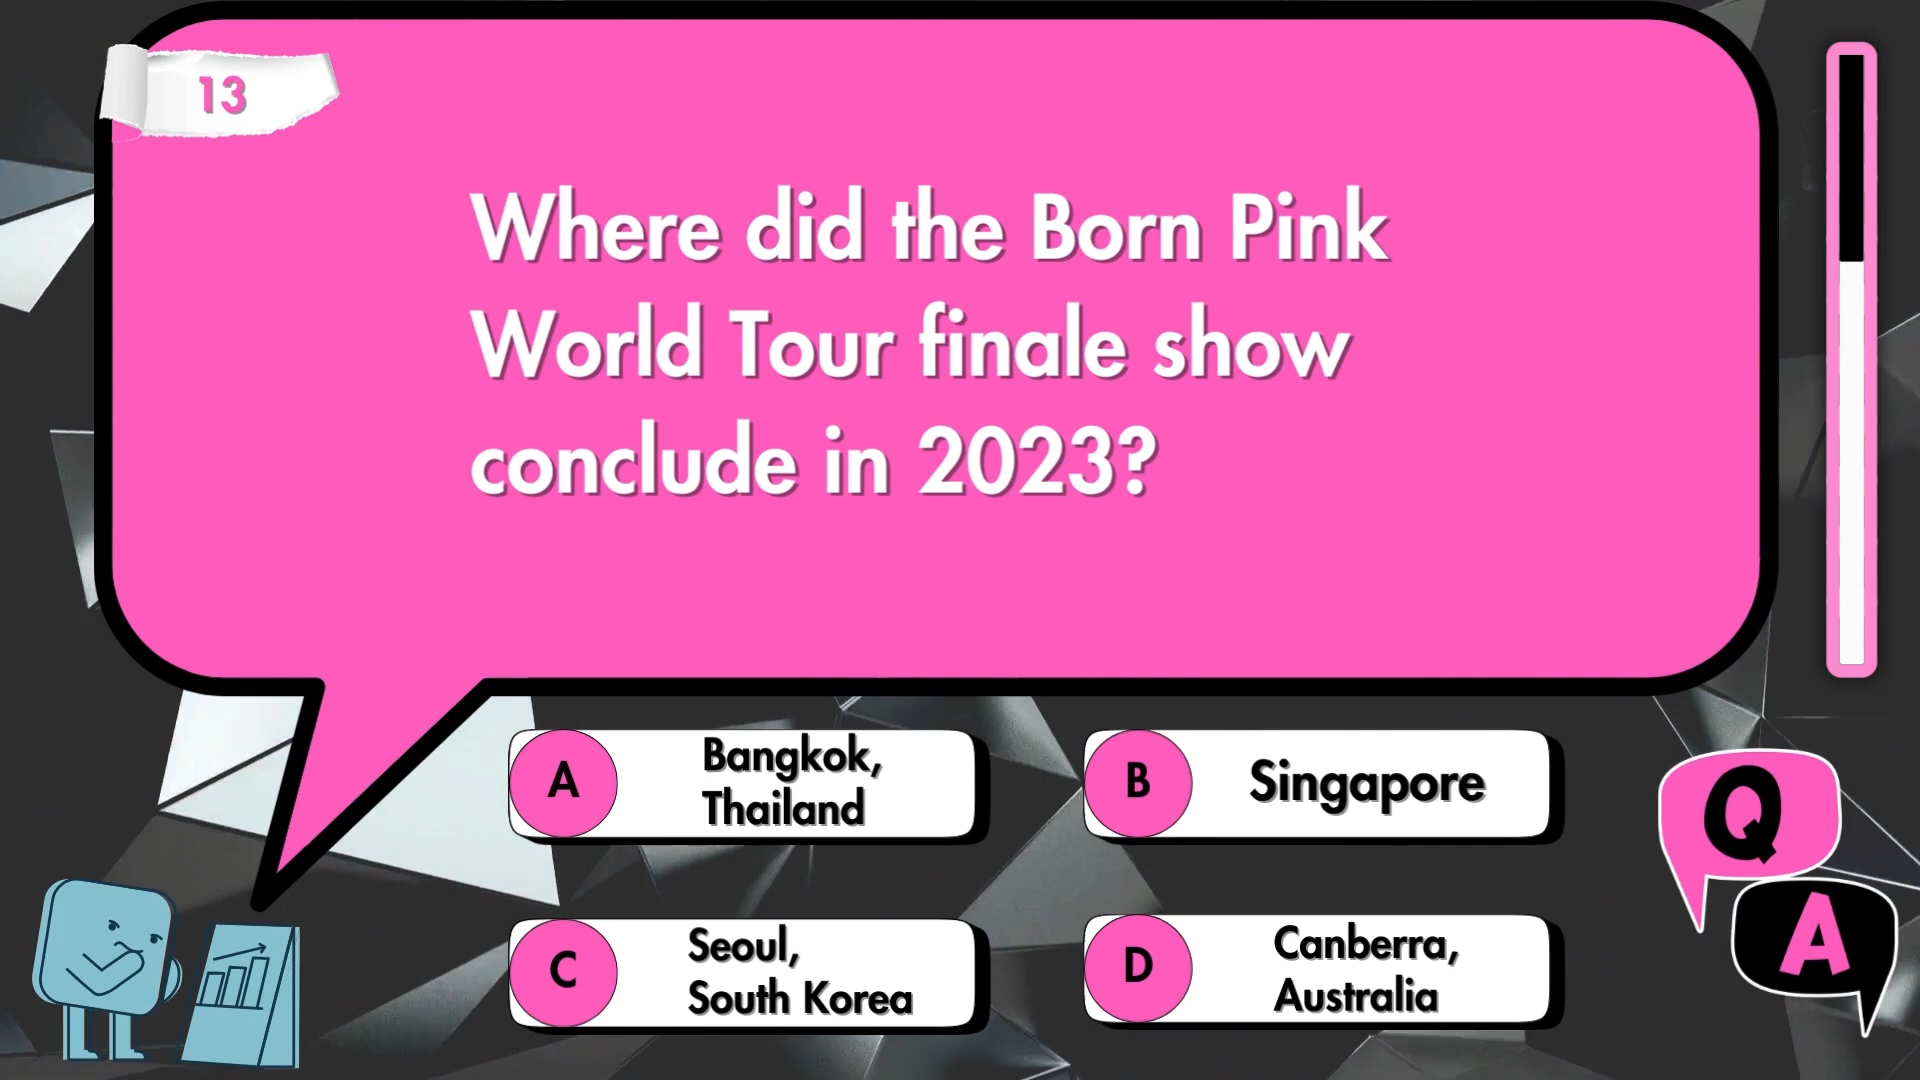 13
Where did the Born Pink
World Tour finale show
conclude in 2023?
A
Bangkok,
Thailand
B
Singapore
C
Seoul,
South Korea
D
Canberra,
Australia
Q
A